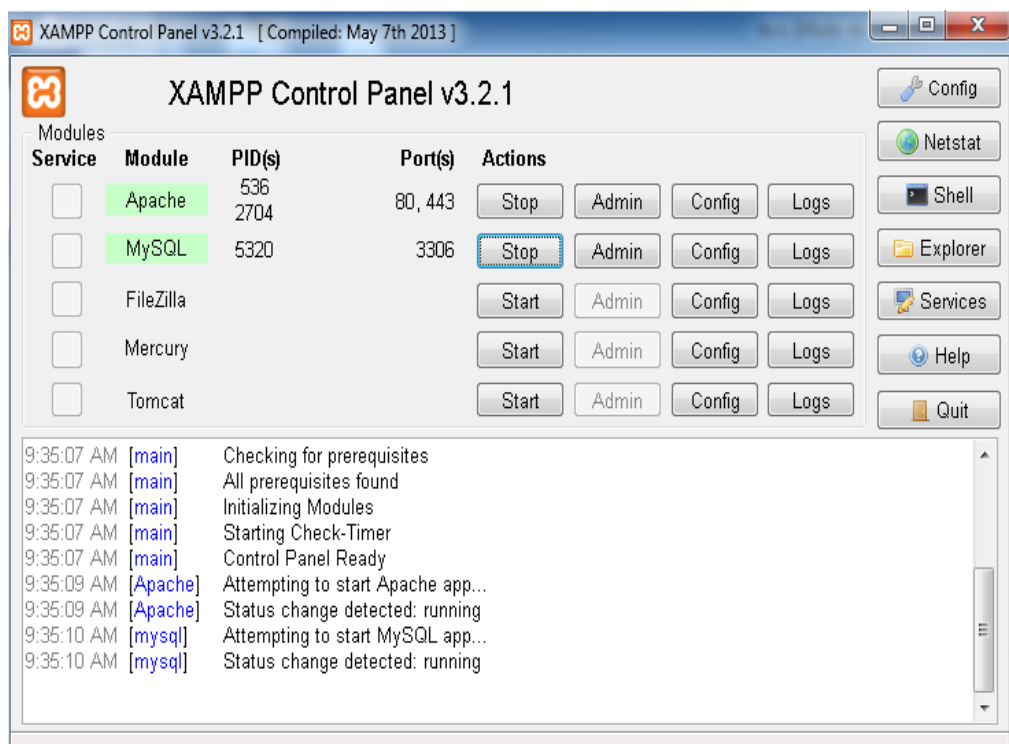 XAMPP Control Panel v3.2.1 [ Compiled: May 7th 2013 ]
XAMPP Control Panel v3.2.1
Config
Modules
Service Module PID(s) Port(s) Actions
Netstat
Apache 536 2704 80, 443 Stop Admin Config Logs
Shell
MySQL 5320 3306 Stop Admin Config Logs
Explorer
FileZilla Start Admin Config Logs
Services
Mercury Start Admin Config Logs
Help
Tomcat Start Admin Config Logs
Quit
9:35:07 AM [main] Checking for prerequisites
9:35:07 AM [main] All prerequisites found
9:35:07 AM [main] Initializing Modules
9:35:07 AM [main] Starting Check-Timer
9:35:07 AM [main] Control Panel Ready
9:35:09 AM [Apache] Attempting to start Apache app...
9:35:09 AM [Apache] Status change detected: running
9:35:10 AM [mysql] Attempting to start MySQL app...
9:35:10 AM [mysql] Status change detected: running